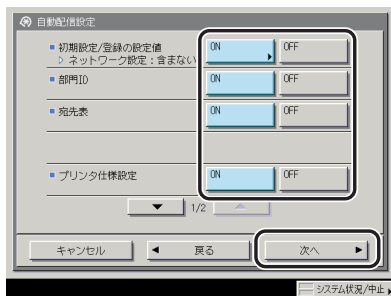 自動配信設定
初期設定/登録の設定値 ON OFF
ネットワーク設定：含まない
部門ID ON OFF
宛先表 ON OFF
プリンタ仕様設定 ON OFF
▼ 1/2 ▲
キャンセル ◀ 戻る 次へ ▶
システム状況/中止